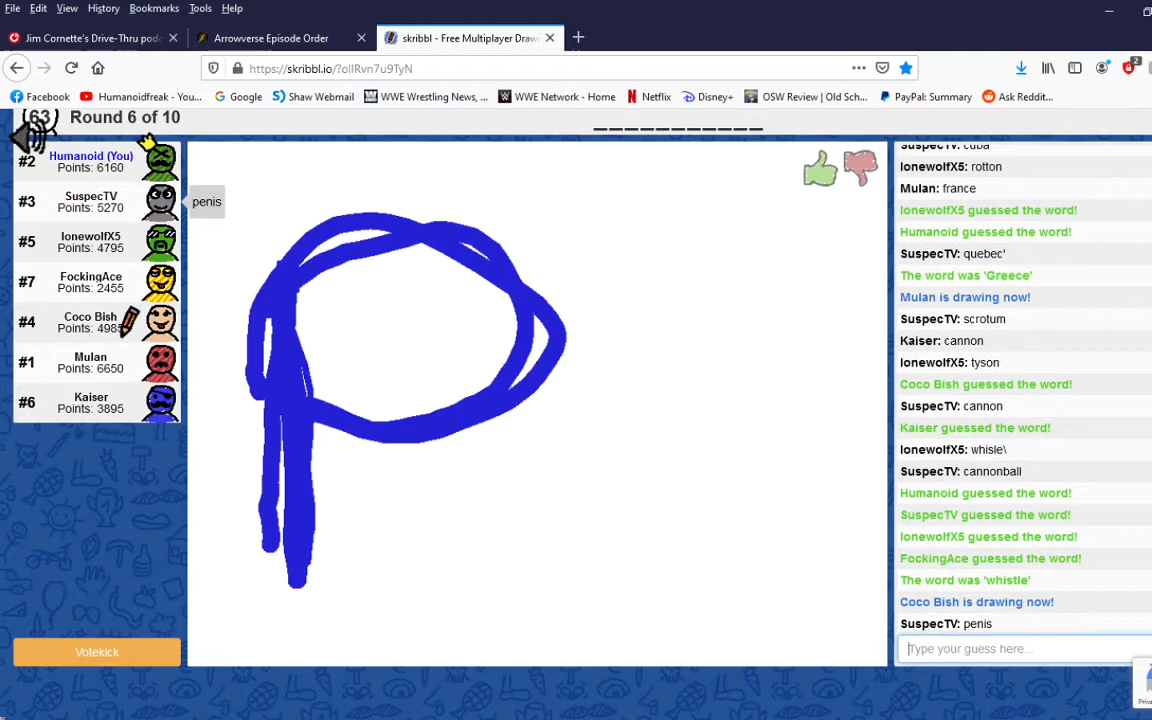 File Edit View History Bookmarks Tools Help
Jim Cornette's Drive-Thru pod
Arrowverse Episode Order
skribbl - Free Multiplayer Draw
https://skribbl.io/?olIRvn7u9TyN
2
Facebook
Humanoidfreak - You...
Google
Shaw Webmail
WWE Wrestling News, ...
WWE Network - Home
Netflix
Disney+
OSW Review | Old Sch...
PayPal: Summary
Ask Reddit...
63 Round 6 of 10
___________
#2 Humanoid (You)
Points: 6160
#3 SuspecTV
Points: 5270
penis
#5 lonewolfX5
Points: 4795
#7 FockingAce
Points: 2455
#4 Coco Bish
Points: 4985
#1 Mulan
Points: 6650
#6 Kaiser
Points: 3895
Votekick
SuspecTV: cuba
lonewolfX5: rotton
Mulan: france
lonewolfX5 guessed the word!
Humanoid guessed the word!
SuspecTV: quebec'
The word was 'Greece'
Mulan is drawing now!
SuspecTV: scrotum
Kaiser: cannon
lonewolfX5: tyson
Coco Bish guessed the word!
SuspecTV: cannon
Kaiser guessed the word!
lonewolfX5: whisle\
SuspecTV: cannonball
Humanoid guessed the word!
SuspecTV guessed the word!
lonewolfX5 guessed the word!
FockingAce guessed the word!
The word was 'whistle'
Coco Bish is drawing now!
SuspecTV: penis
Type your guess here...